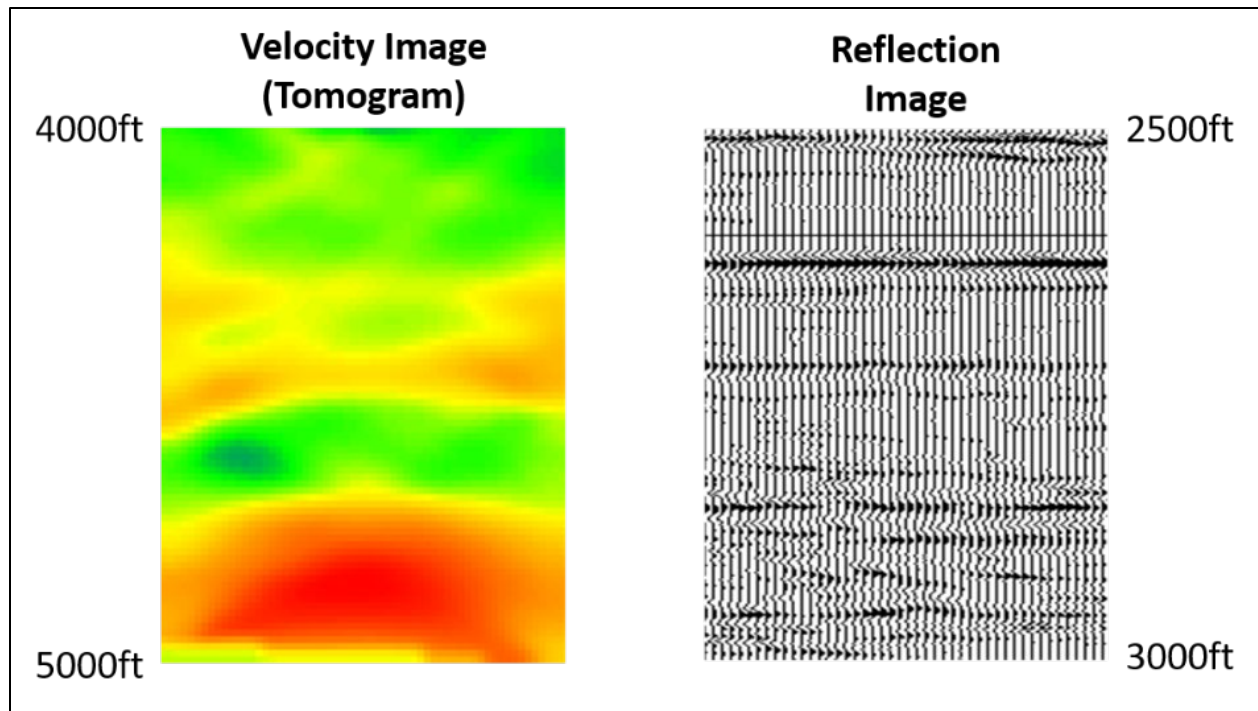 Velocity Image
(Tomogram)
Reflection
Image
4000ft
2500ft
5000ft
3000ft